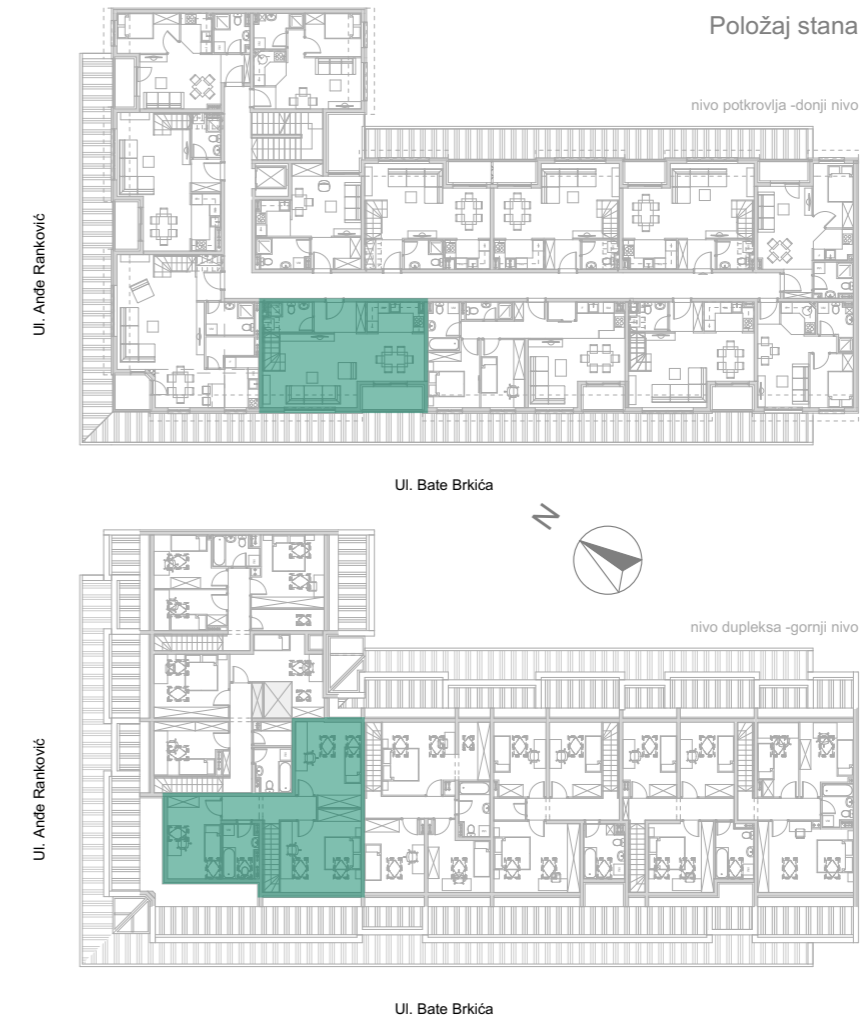 Položaj stana
nivo potkrovlja -donji nivo
Ul. Anđe Ranković
Ul. Bate Brkića
N
nivo dupleksa -gornji nivo
Ul. Anđe Ranković
Ul. Bate Brkića